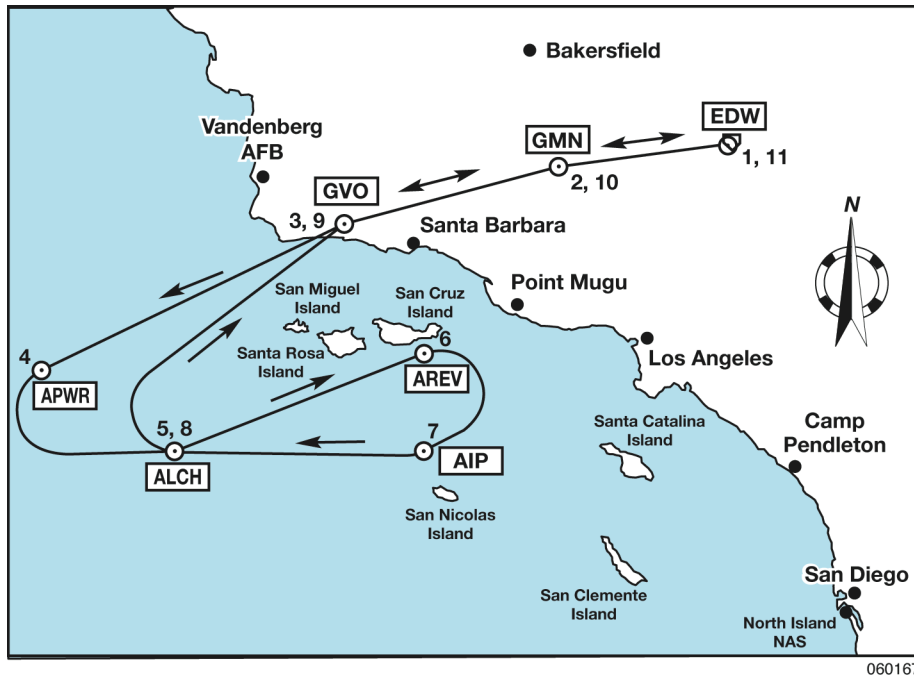 Bakersfield
EDW
1, 11
Vandenberg
AFB
GMN
2, 10
GVO
3, 9
Santa Barbara
N
Point Mugu
San Miguel
Island
San Cruz
Island
Santa Rosa
Island
6
AREV
4
APWR
Los Angeles
5, 8
ALCH
7
AIP
Santa Catalina
Island
Camp
Pendleton
San Nicolas
Island
San Clemente
Island
San Diego
North Island
NAS
060167